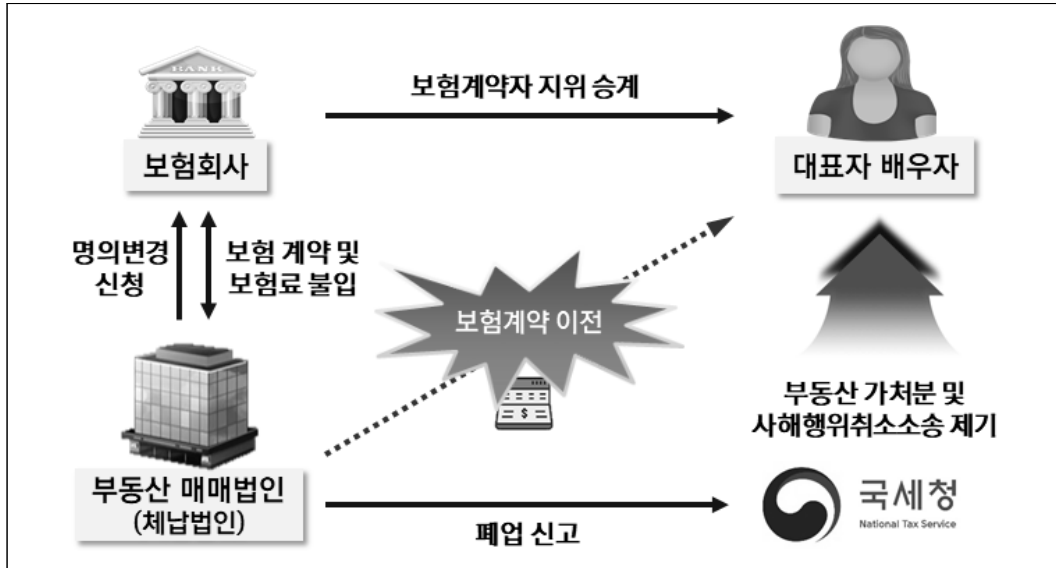 BANK
보험회사
보험계약자 지위 승계
대표자 배우자
명의변경
신청
보험 계약 및
보험료 불입
보험계약 이전
$
부동산 매매법인
(체납법인)
폐업 신고
부동산 가처분 및
사해행위취소소송 제기
국세청
National Tax Service